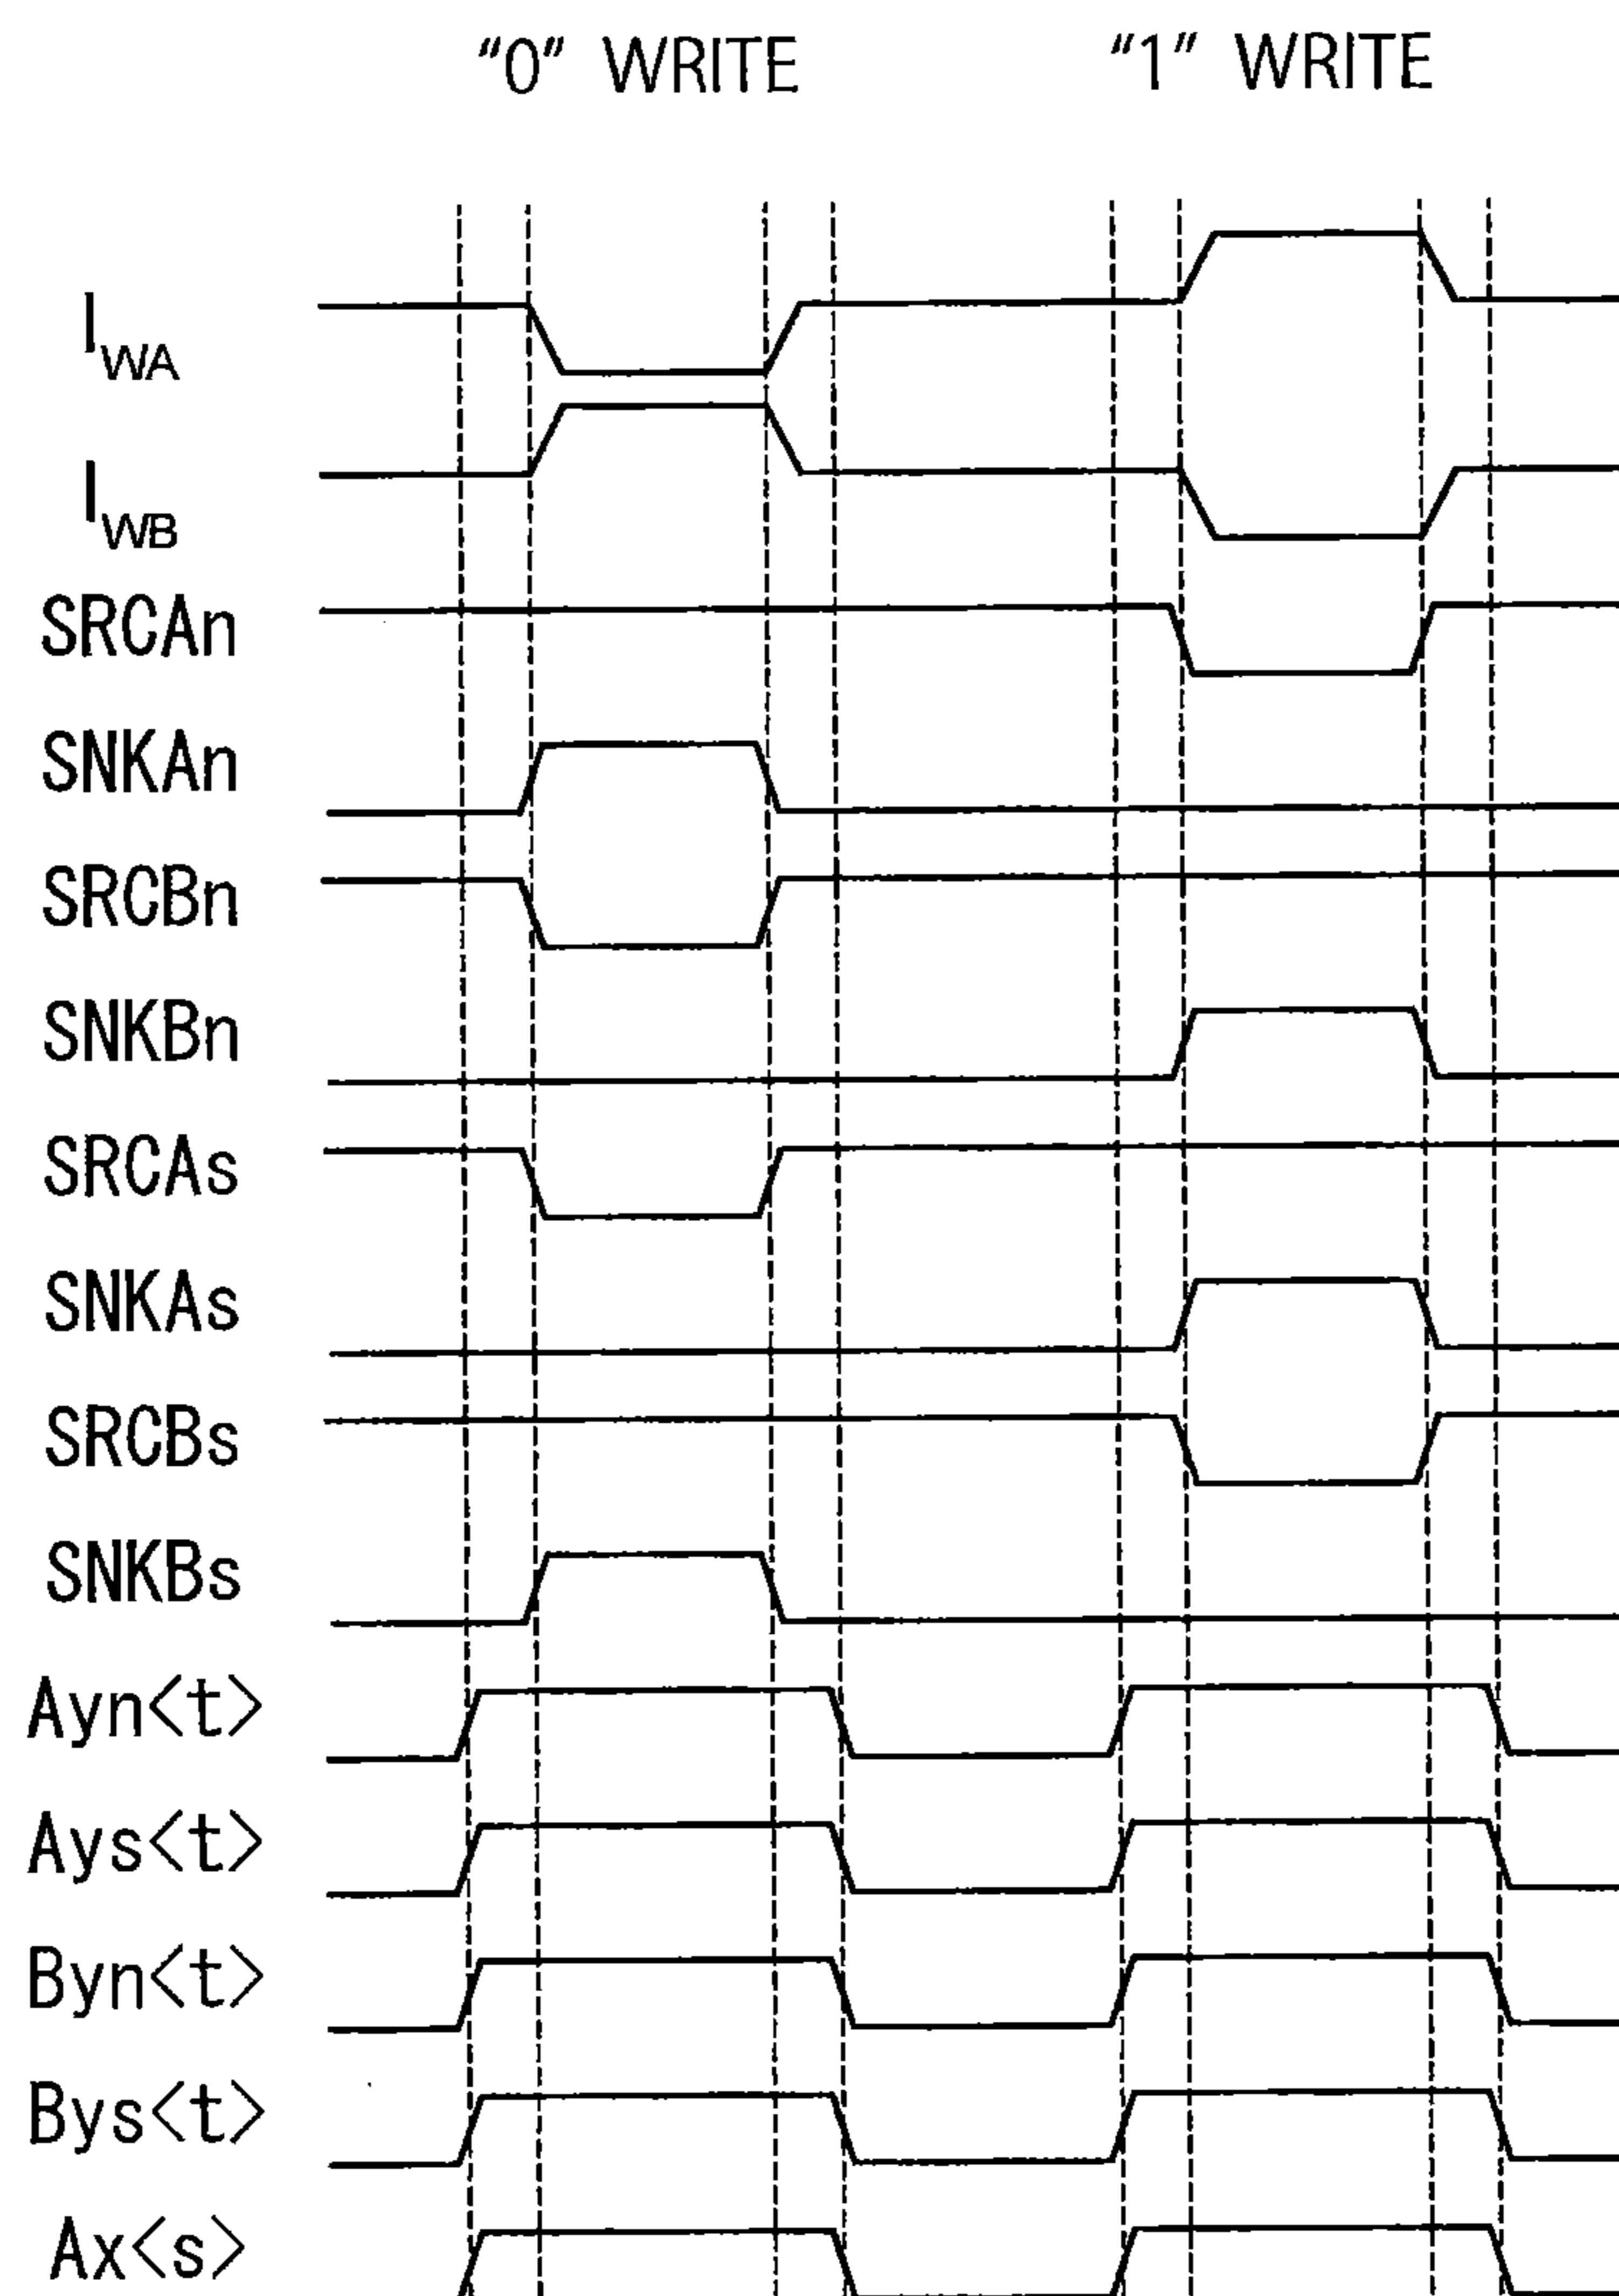 “0” WRITE “1” WRITE
IWA
IWB
SRCAn
SNKAn
SRCBn
SNKBn
SRCAs
SNKAs
SRCBs
SNKBs
Ayn<t>
Ays<t>
Byn<t>
Bys<t>
Ax<s>